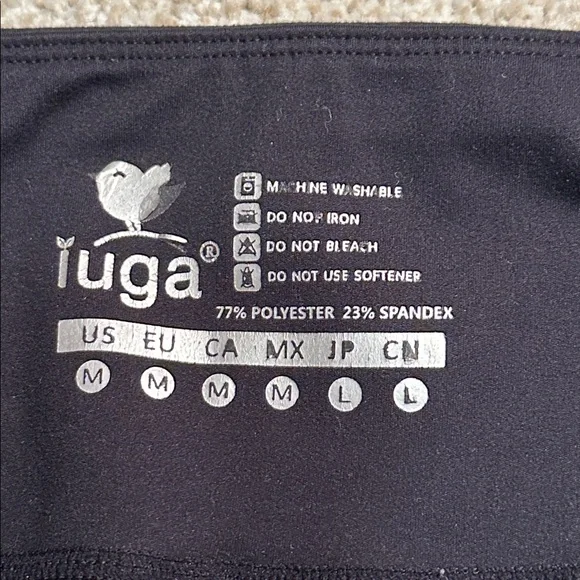 iuga®
MACHINE WASHABLE
DO NOT IRON
DO NOT BLEACH
DO NOT USE SOFTENER
77% POLYESTER 23% SPANDEX
US EU CA MX JP CN
M M M M L L